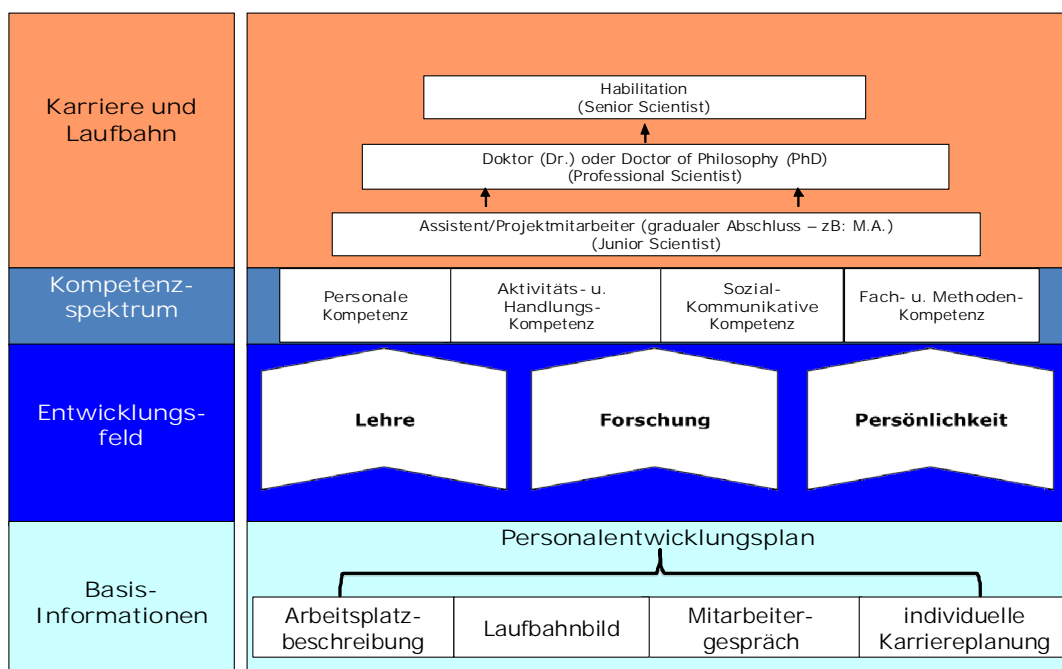 Karriere und
Laufbahn
Habilitation
(Senior Scientist)
Doktor (Dr.) oder Doctor of Philosophy (PhD)
(Professional Scientist)
Assistent/Projektmitarbeiter (gradualer Abschluss – zB: M.A.)
(Junior Scientist)
Kompetenz-
spektrum
Personale
Kompetenz
Aktivitäts- u.
Handlungs-
Kompetenz
Sozial-
Kommunikative
Kompetenz
Fach- u. Methoden-
Kompetenz
Entwicklungs-
feld
Lehre
Forschung
Persönlichkeit
Basis-
Informationen
Personalentwicklungsplan
Arbeitsplatz-
beschreibung
Laufbahnbild
Mitarbeiter-
gespräch
individuelle
Karriereplanung